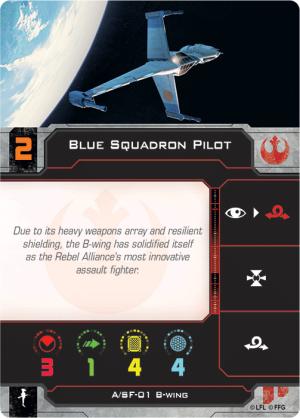 2 Blue Squadron Pilot
Due to its heavy weapons array and resilient
shielding, the B-wing has solidified itself
as the Rebel Alliance's most innovative
assault fighter.
3 1 4 4
A/SF-01 B-wing
©LFL ©FFG